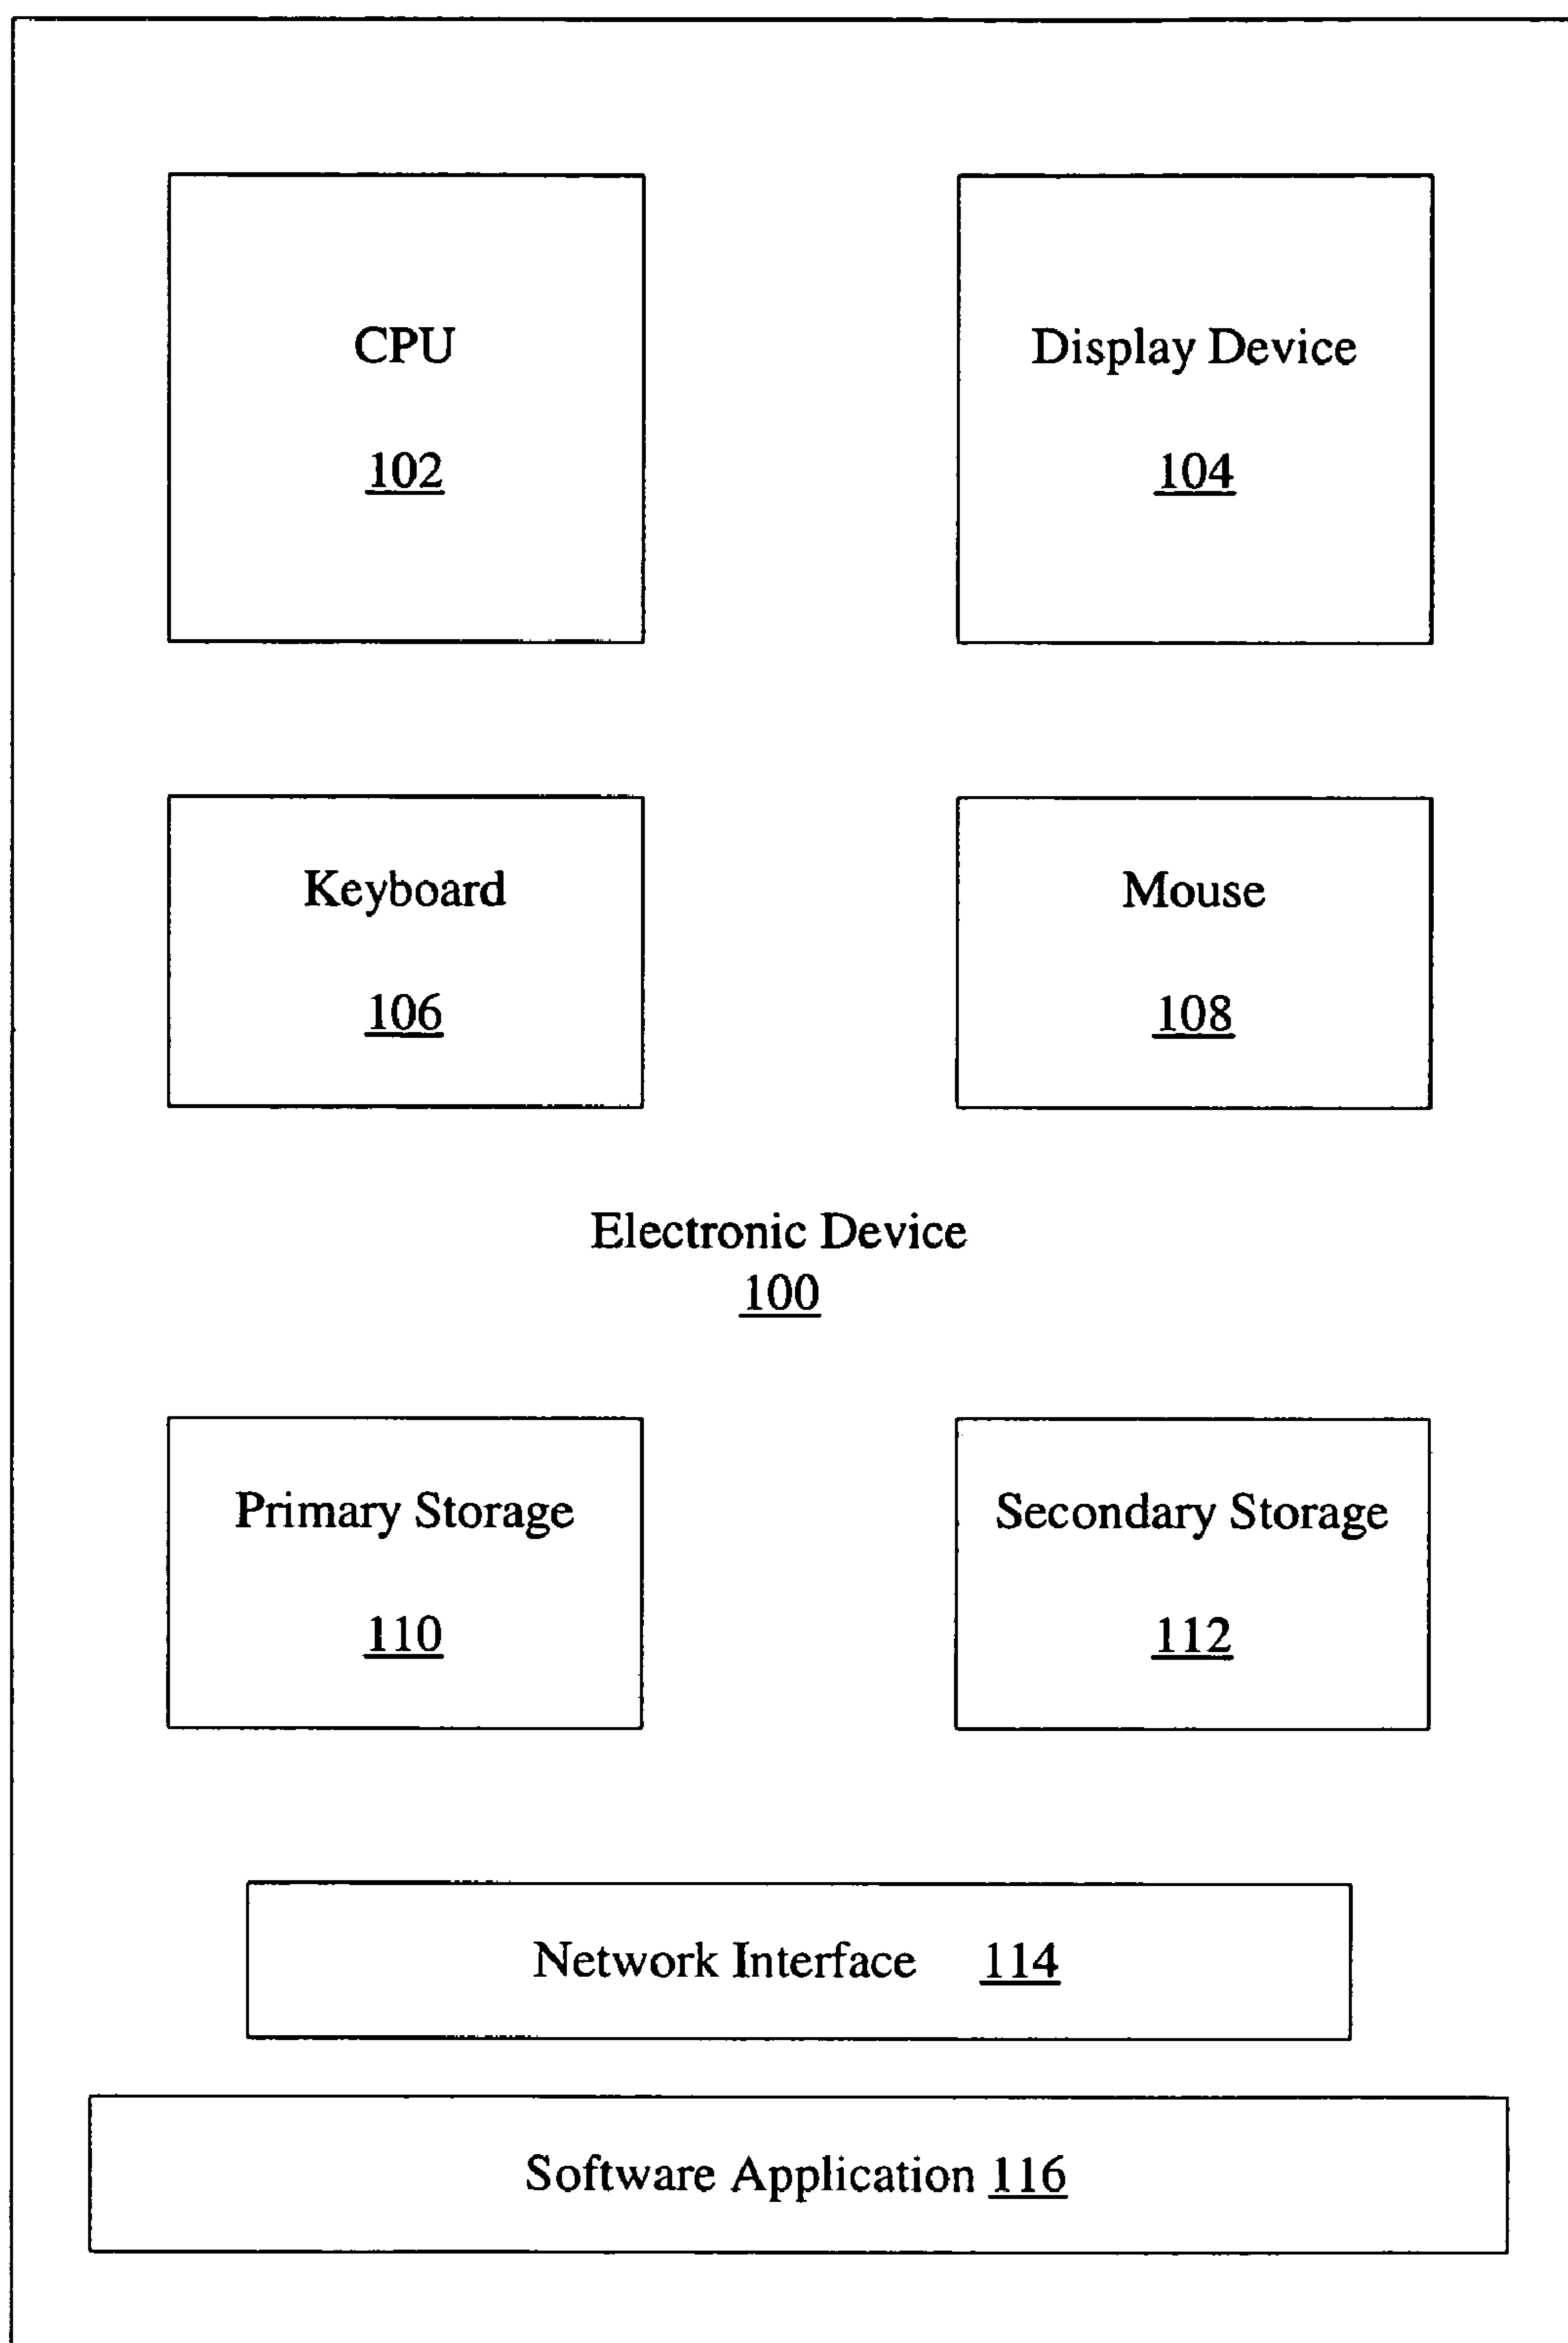 CPU
102
Display Device
104
Keyboard
106
Mouse
108
Electronic Device
100
Primary Storage
110
Secondary Storage
112
Network Interface 114
Software Application 116